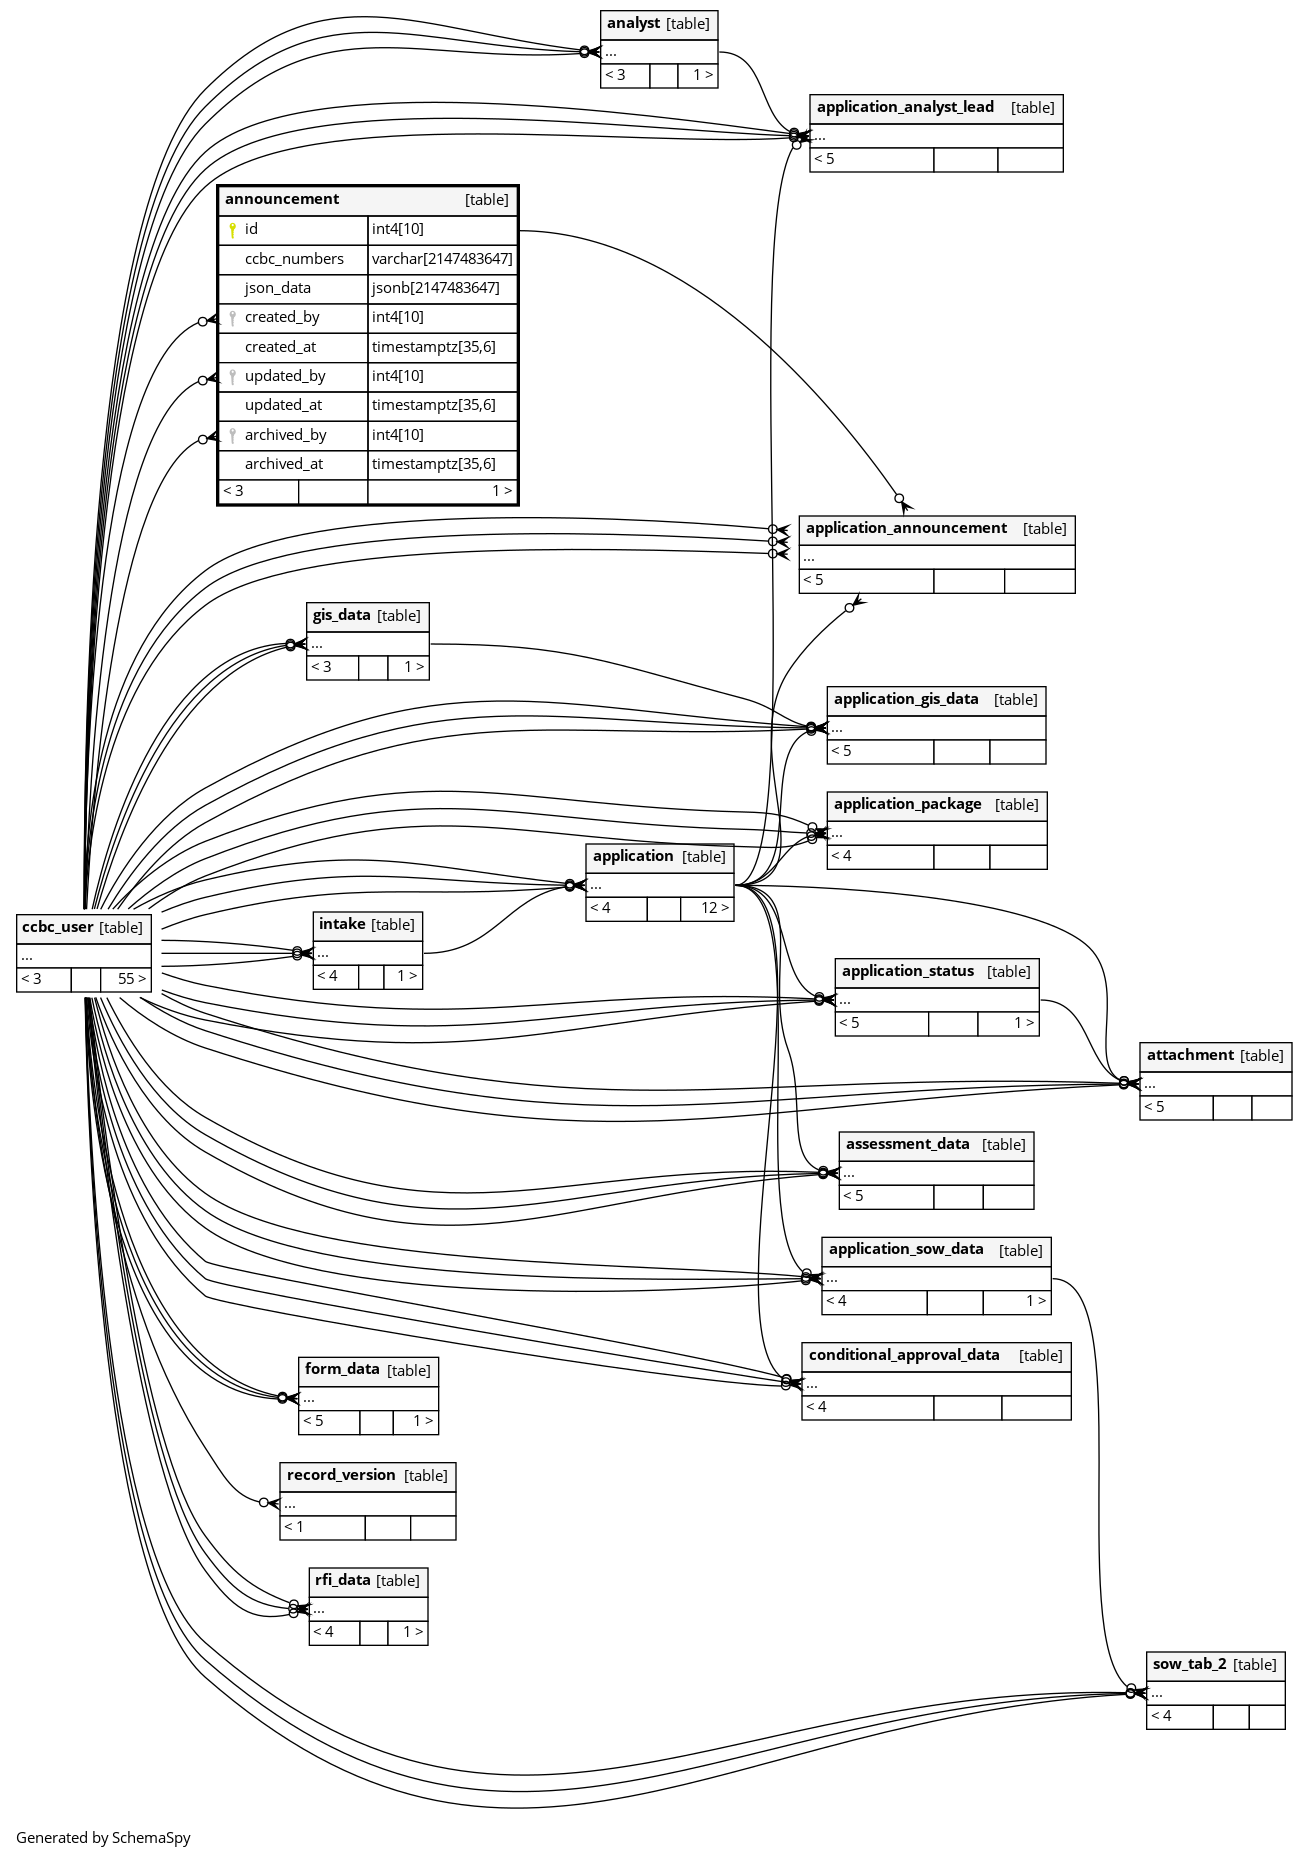 analyst [table]
...
< 3 1 >
application_analyst_lead [table]
...
< 5
announcement [table]
id int4[10]
ccbc_numbers varchar[2147483647]
json_data jsonb[2147483647]
created_by int4[10]
created_at timestamptz[35,6]
updated_by int4[10]
updated_at timestamptz[35,6]
archived_by int4[10]
archived_at timestamptz[35,6]
< 3 1 >
application_announcement [table]
...
< 5
gis_data [table]
...
< 3 1 >
application_gis_data [table]
...
< 5
application_package [table]
...
< 4
application [table]
...
< 4 12 >
ccbc_user [table]
...
< 3 55 >
intake [table]
...
< 4 1 >
application_status [table]
...
< 5 1 >
attachment [table]
...
< 5
assessment_data [table]
...
< 5
application_sow_data [table]
...
< 4 1 >
conditional_approval_data [table]
...
< 4
form_data [table]
...
< 5 1 >
record_version [table]
...
< 1
rfi_data [table]
...
< 4 1 >
sow_tab_2 [table]
...
< 4
Generated by SchemaSpy